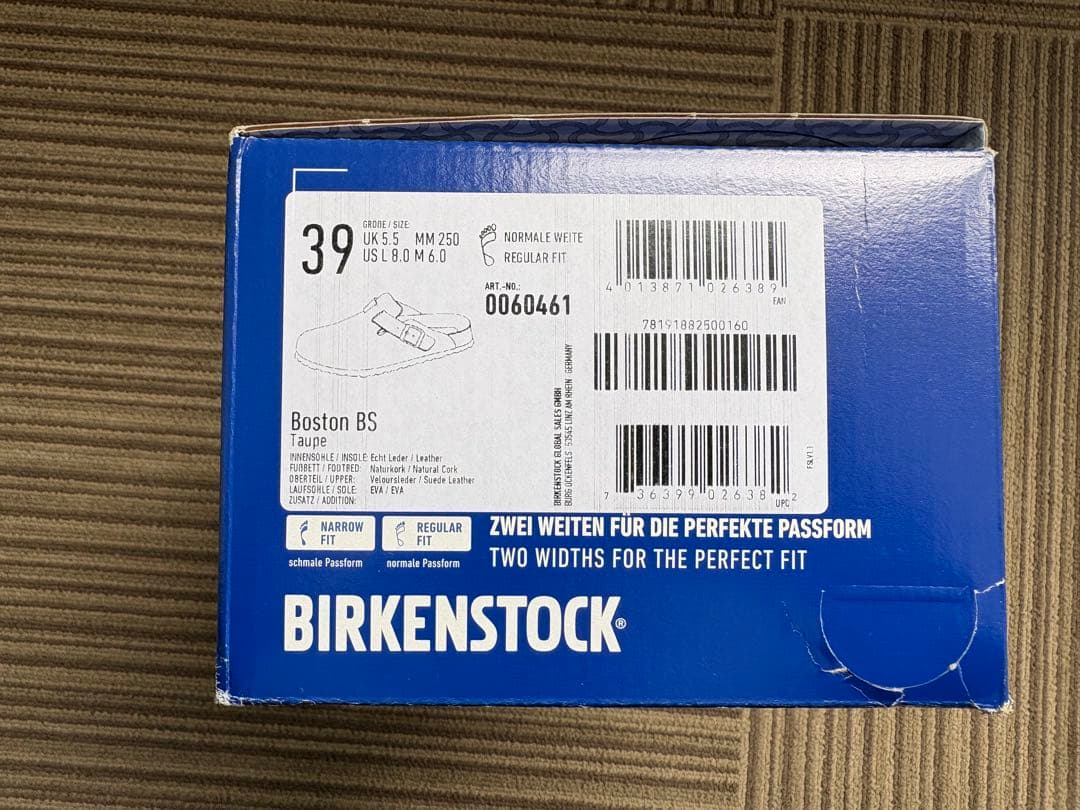 39
GRÖßE / SIZE:
UK 5.5 MM 250
US L 8.0 M 6.0
NORMALE WEITE
REGULAR FIT
ART.-NO.:
0060461
4 013871 026389
EAN
78191882500160
7 36399 02638 2
UPC
FSLV1.1
BIRKENSTOCK GLOBAL SALES GMBH
BURG OCKENFELS · 53545 LINZ AM RHEIN · GERMANY
Boston BS
Taupe
INNENSOHLE / INSOLE: Echt Leder / Leather
FUßBETT / FOOTBED: Naturkork / Natural Cork
OBERTEIL / UPPER: Veloursleder / Suede Leather
LAUFSOHLE / SOLE: EVA / EVA
ZUSATZ / ADDITION:
NARROW FIT
schmale Passform
REGULAR FIT
normale Passform
ZWEI WEITEN FÜR DIE PERFEKTE PASSFORM
TWO WIDTHS FOR THE PERFECT FIT
BIRKENSTOCK®